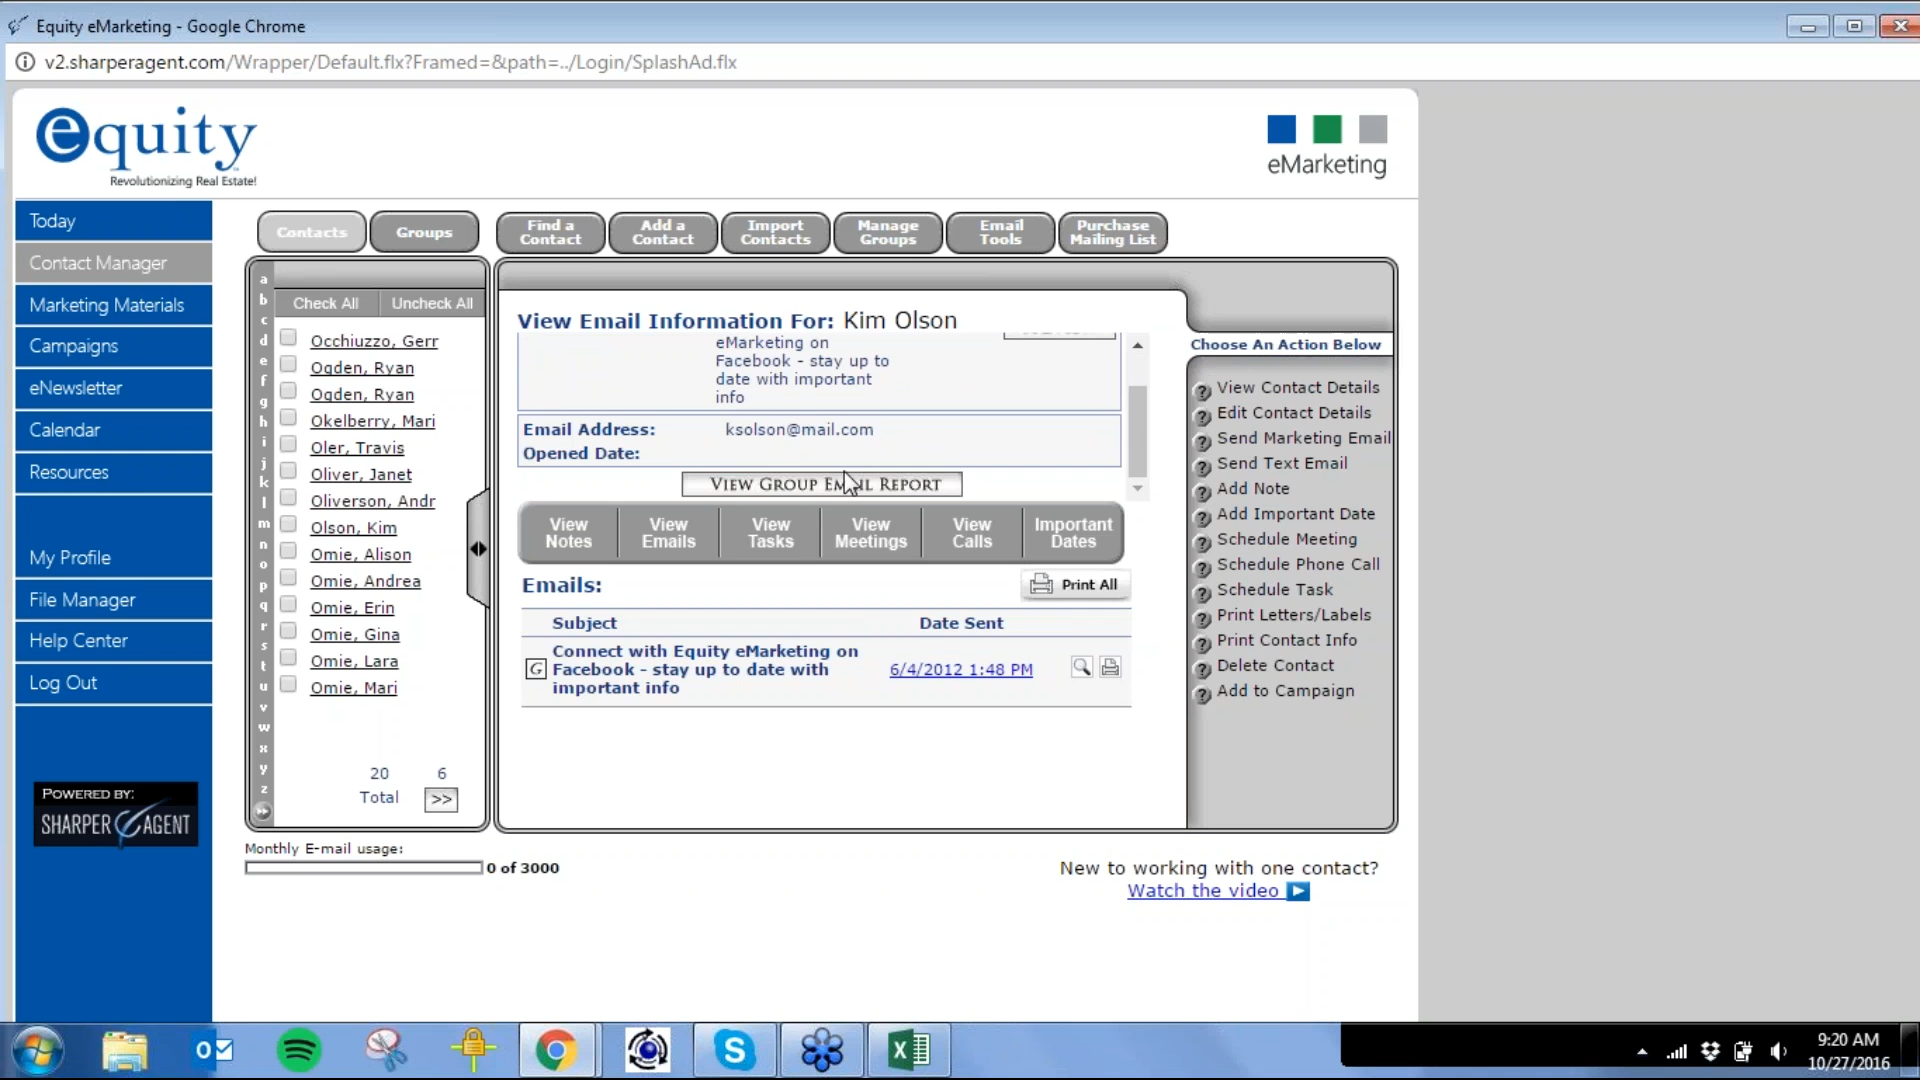 Equity eMarketing - Google Chrome
v2.sharperagent.com/Wrapper/Default.flx?Framed=&path=../Login/SplashAd.flx
equity
Revolutionizing Real Estate!
eMarketing
Today
Contact Manager
Marketing Materials
Campaigns
eNewsletter
Calendar
Resources
My Profile
File Manager
Help Center
Log Out
POWERED BY:
SHARPER AGENT
Contacts
Groups
Find a
Contact
Add a
Contact
Import
Contacts
Manage
Groups
Email
Tools
Purchase
Mailing List
a
b
c
d
e
f
g
h
i
j
k
l
m
n
o
p
q
r
s
t
u
v
w
x
y
z
Check All
Uncheck All
Occhiuzzo, Gerr
Ogden, Ryan
Ogden, Ryan
Okelberry, Mari
Oler, Travis
Oliver, Janet
Oliverson, Andr
Olson, Kim
Omie, Alison
Omie, Andrea
Omie, Erin
Omie, Gina
Omie, Lara
Omie, Mari
20
6
Total
>>
View Email Information For: Kim Olson
eMarketing on
Facebook - stay up to
date with important
info
Email Address: ksolson@mail.com
Opened Date:
VIEW GROUP EMAIL REPORT
View
Notes
View
Emails
View
Tasks
View
Meetings
View
Calls
Important
Dates
Emails:
Print All
Subject
Date Sent
G
Connect with Equity eMarketing on
Facebook - stay up to date with
important info
6/4/2012 1:48 PM
Choose An Action Below
? View Contact Details
? Edit Contact Details
? Send Marketing Email
? Send Text Email
? Add Note
? Add Important Date
? Schedule Meeting
? Schedule Phone Call
? Schedule Task
? Print Letters/Labels
? Print Contact Info
? Delete Contact
? Add to Campaign
Monthly E-mail usage:
0 of 3000
New to working with one contact?
Watch the video
9:20 AM
10/27/2016